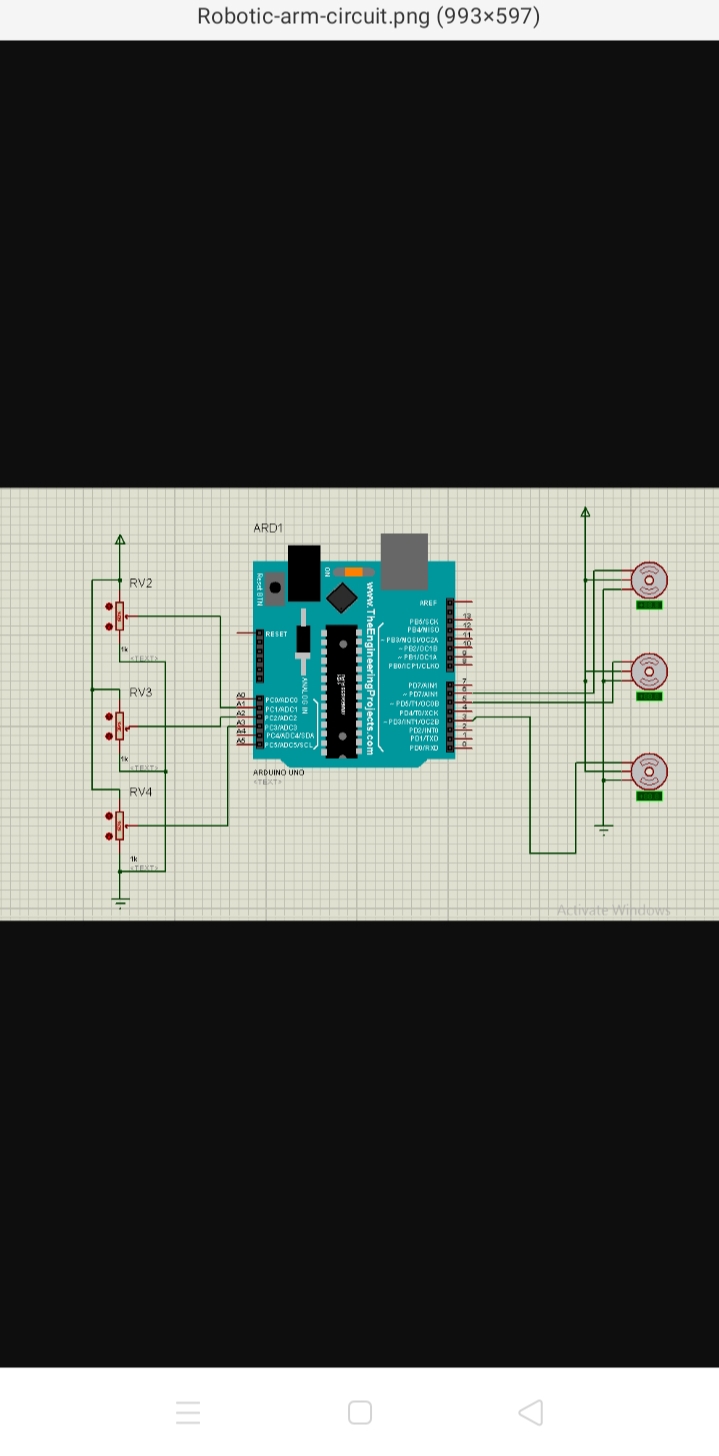 Robotic-arm-circuit.png (993×597)
ARD1
RV2
1k
<TEXT>
RV3
1k
<TEXT>
RV4
1k
<TEXT>
Reset BTN
ON
www.TheEngineeringProjects.com
RESET
AREF
PB5/SCK
PB4/MISO
~PB3/MOSI/OC2A
~ PB2/OC1B
~ PB1/OC1A
PB0/ICP1/CLKO
13
12
11
10
9
8
PD7/AIN1
~ PD7/AIN1
~ PD5/T1/OC0B
PD4/T0/XCK
~ PD3/INT1/OC2B
PD2/INT0
PD1/TXD
PD0/RXD
7
6
5
4
3
2
1
0
ANALOG IN
A0
A1
A2
A3
A4
A5
PC0/ADC0
PC1/ADC1
PC2/ADC2
PC3/ADC3
PC4/ADC4/SDA
PC5/ADC5/SCL
ARDUINO UNO
<TEXT>
Activate Windows